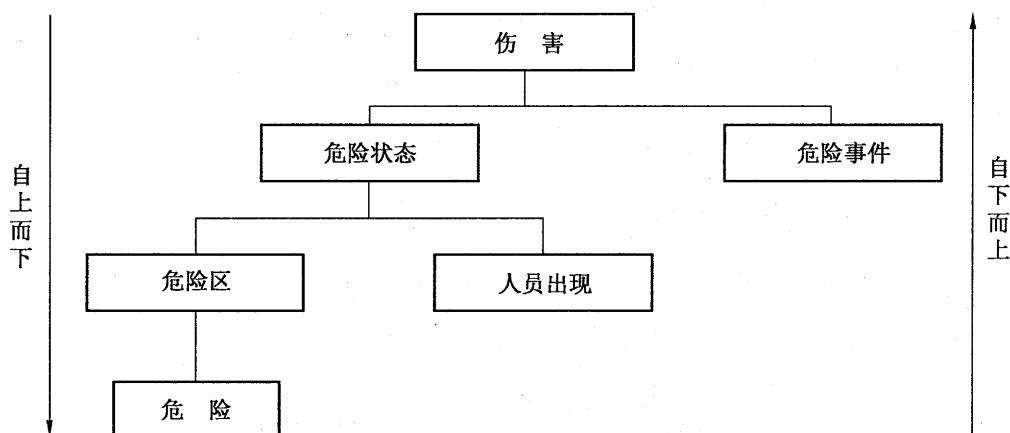 伤 害
危险状态
危险事件
自上而下
自下而上
危险区
人员出现
危 险